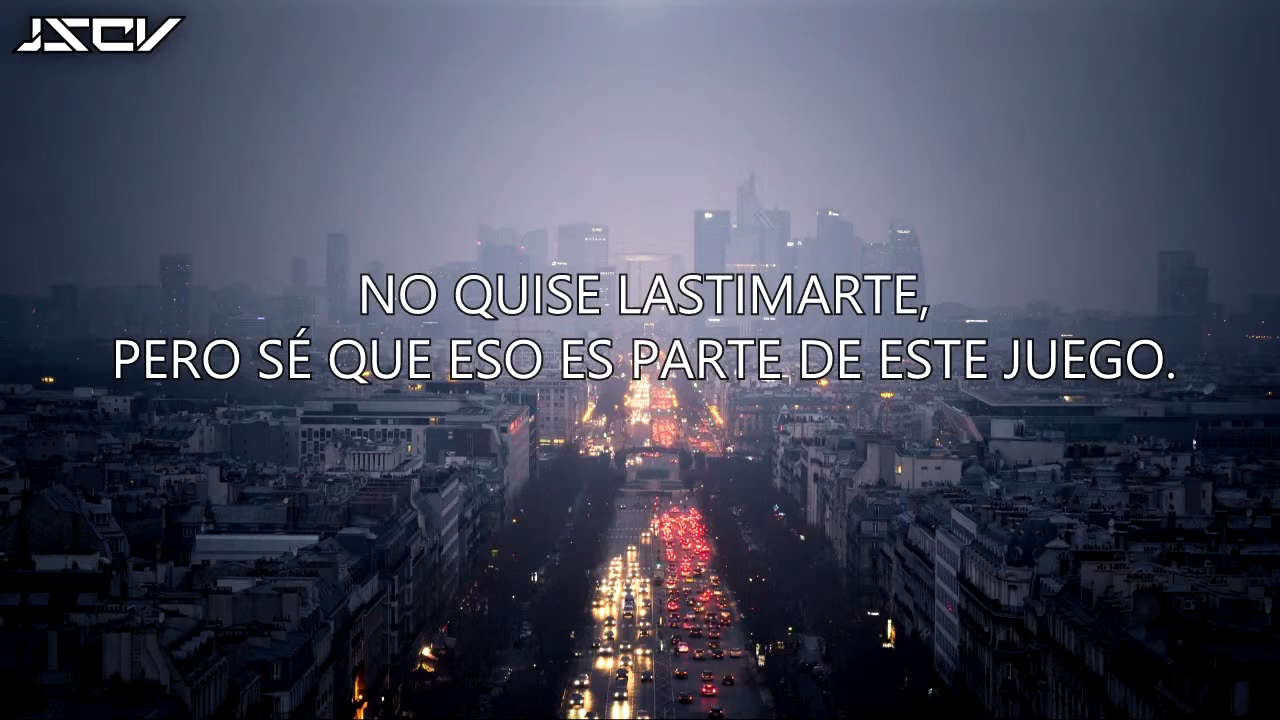 JSCV
NO QUISE LASTIMARTE,
PERO SÉ QUE ESO ES PARTE DE ESTE JUEGO.